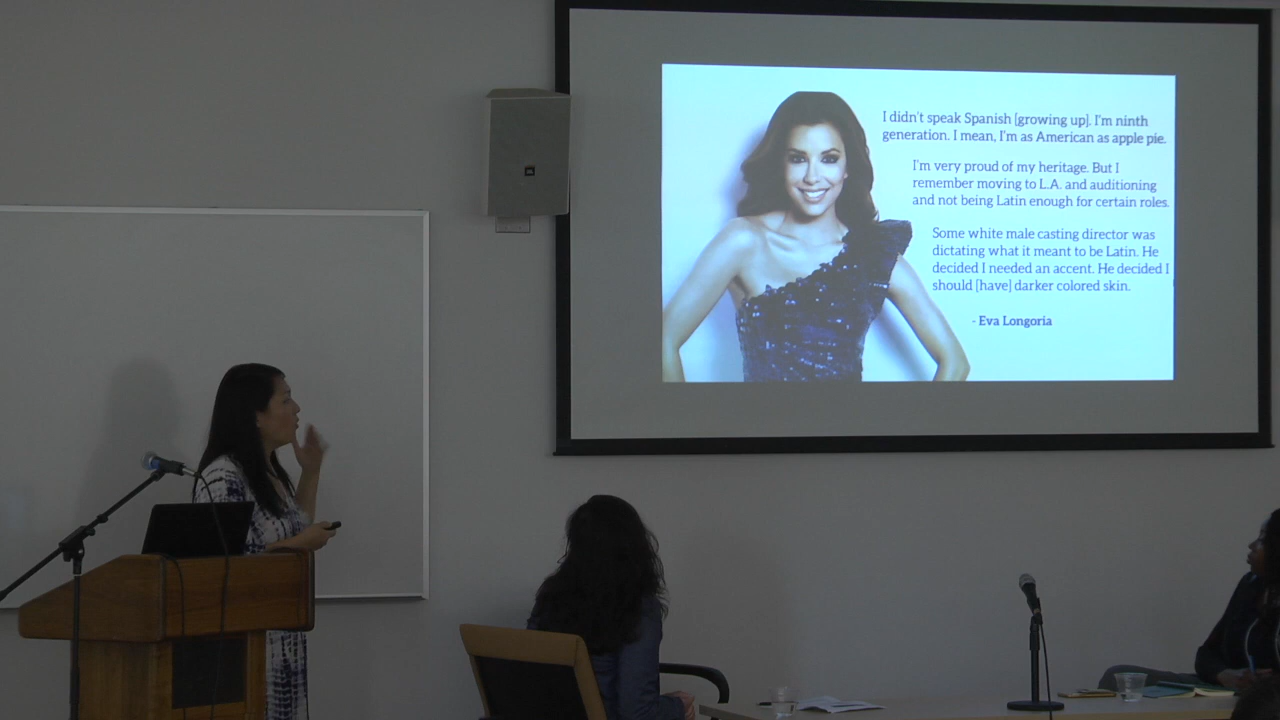 I didn't speak Spanish [growing up]. I'm ninth
generation. I mean, I'm as American as apple pie.
I'm very proud of my heritage. But I
remember moving to L.A. and auditioning
and not being Latin enough for certain roles.
Some white male casting director was
dictating what it meant to be Latin. He
decided I needed an accent. He decided I
should [have] darker colored skin.
- Eva Longoria